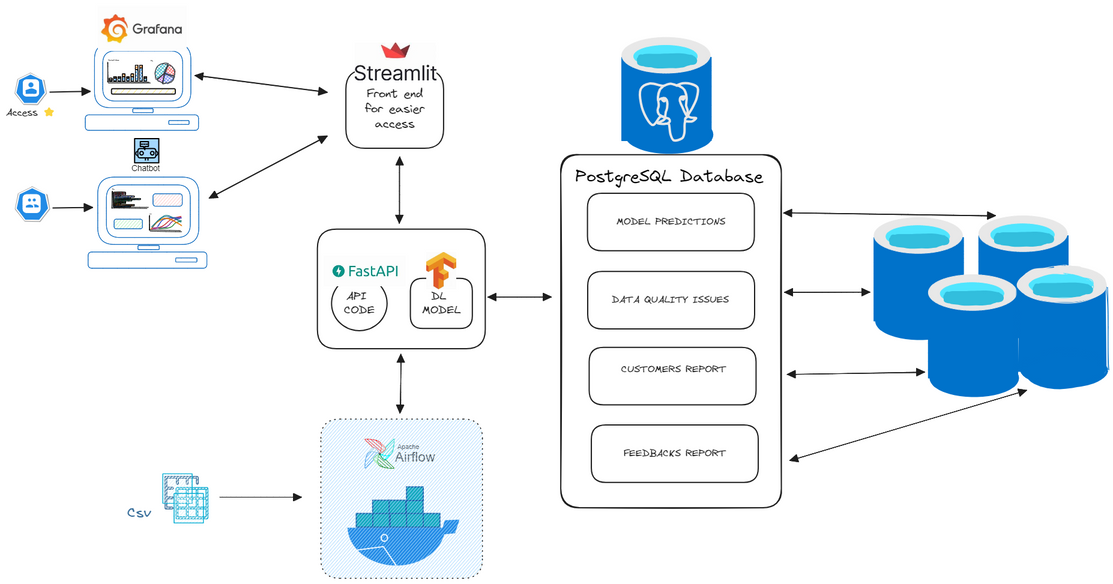 Grafana
Access
Chatbot
Streamlit
Front end
for easier
access
FastAPI
API
CODE
DL
MODEL
Apache
Airflow
Csv
PostgreSQL Database
MODEL PREDICTIONS
DATA QUALITY ISSUES
CUSTOMERS REPORT
FEEDBACKS REPORT